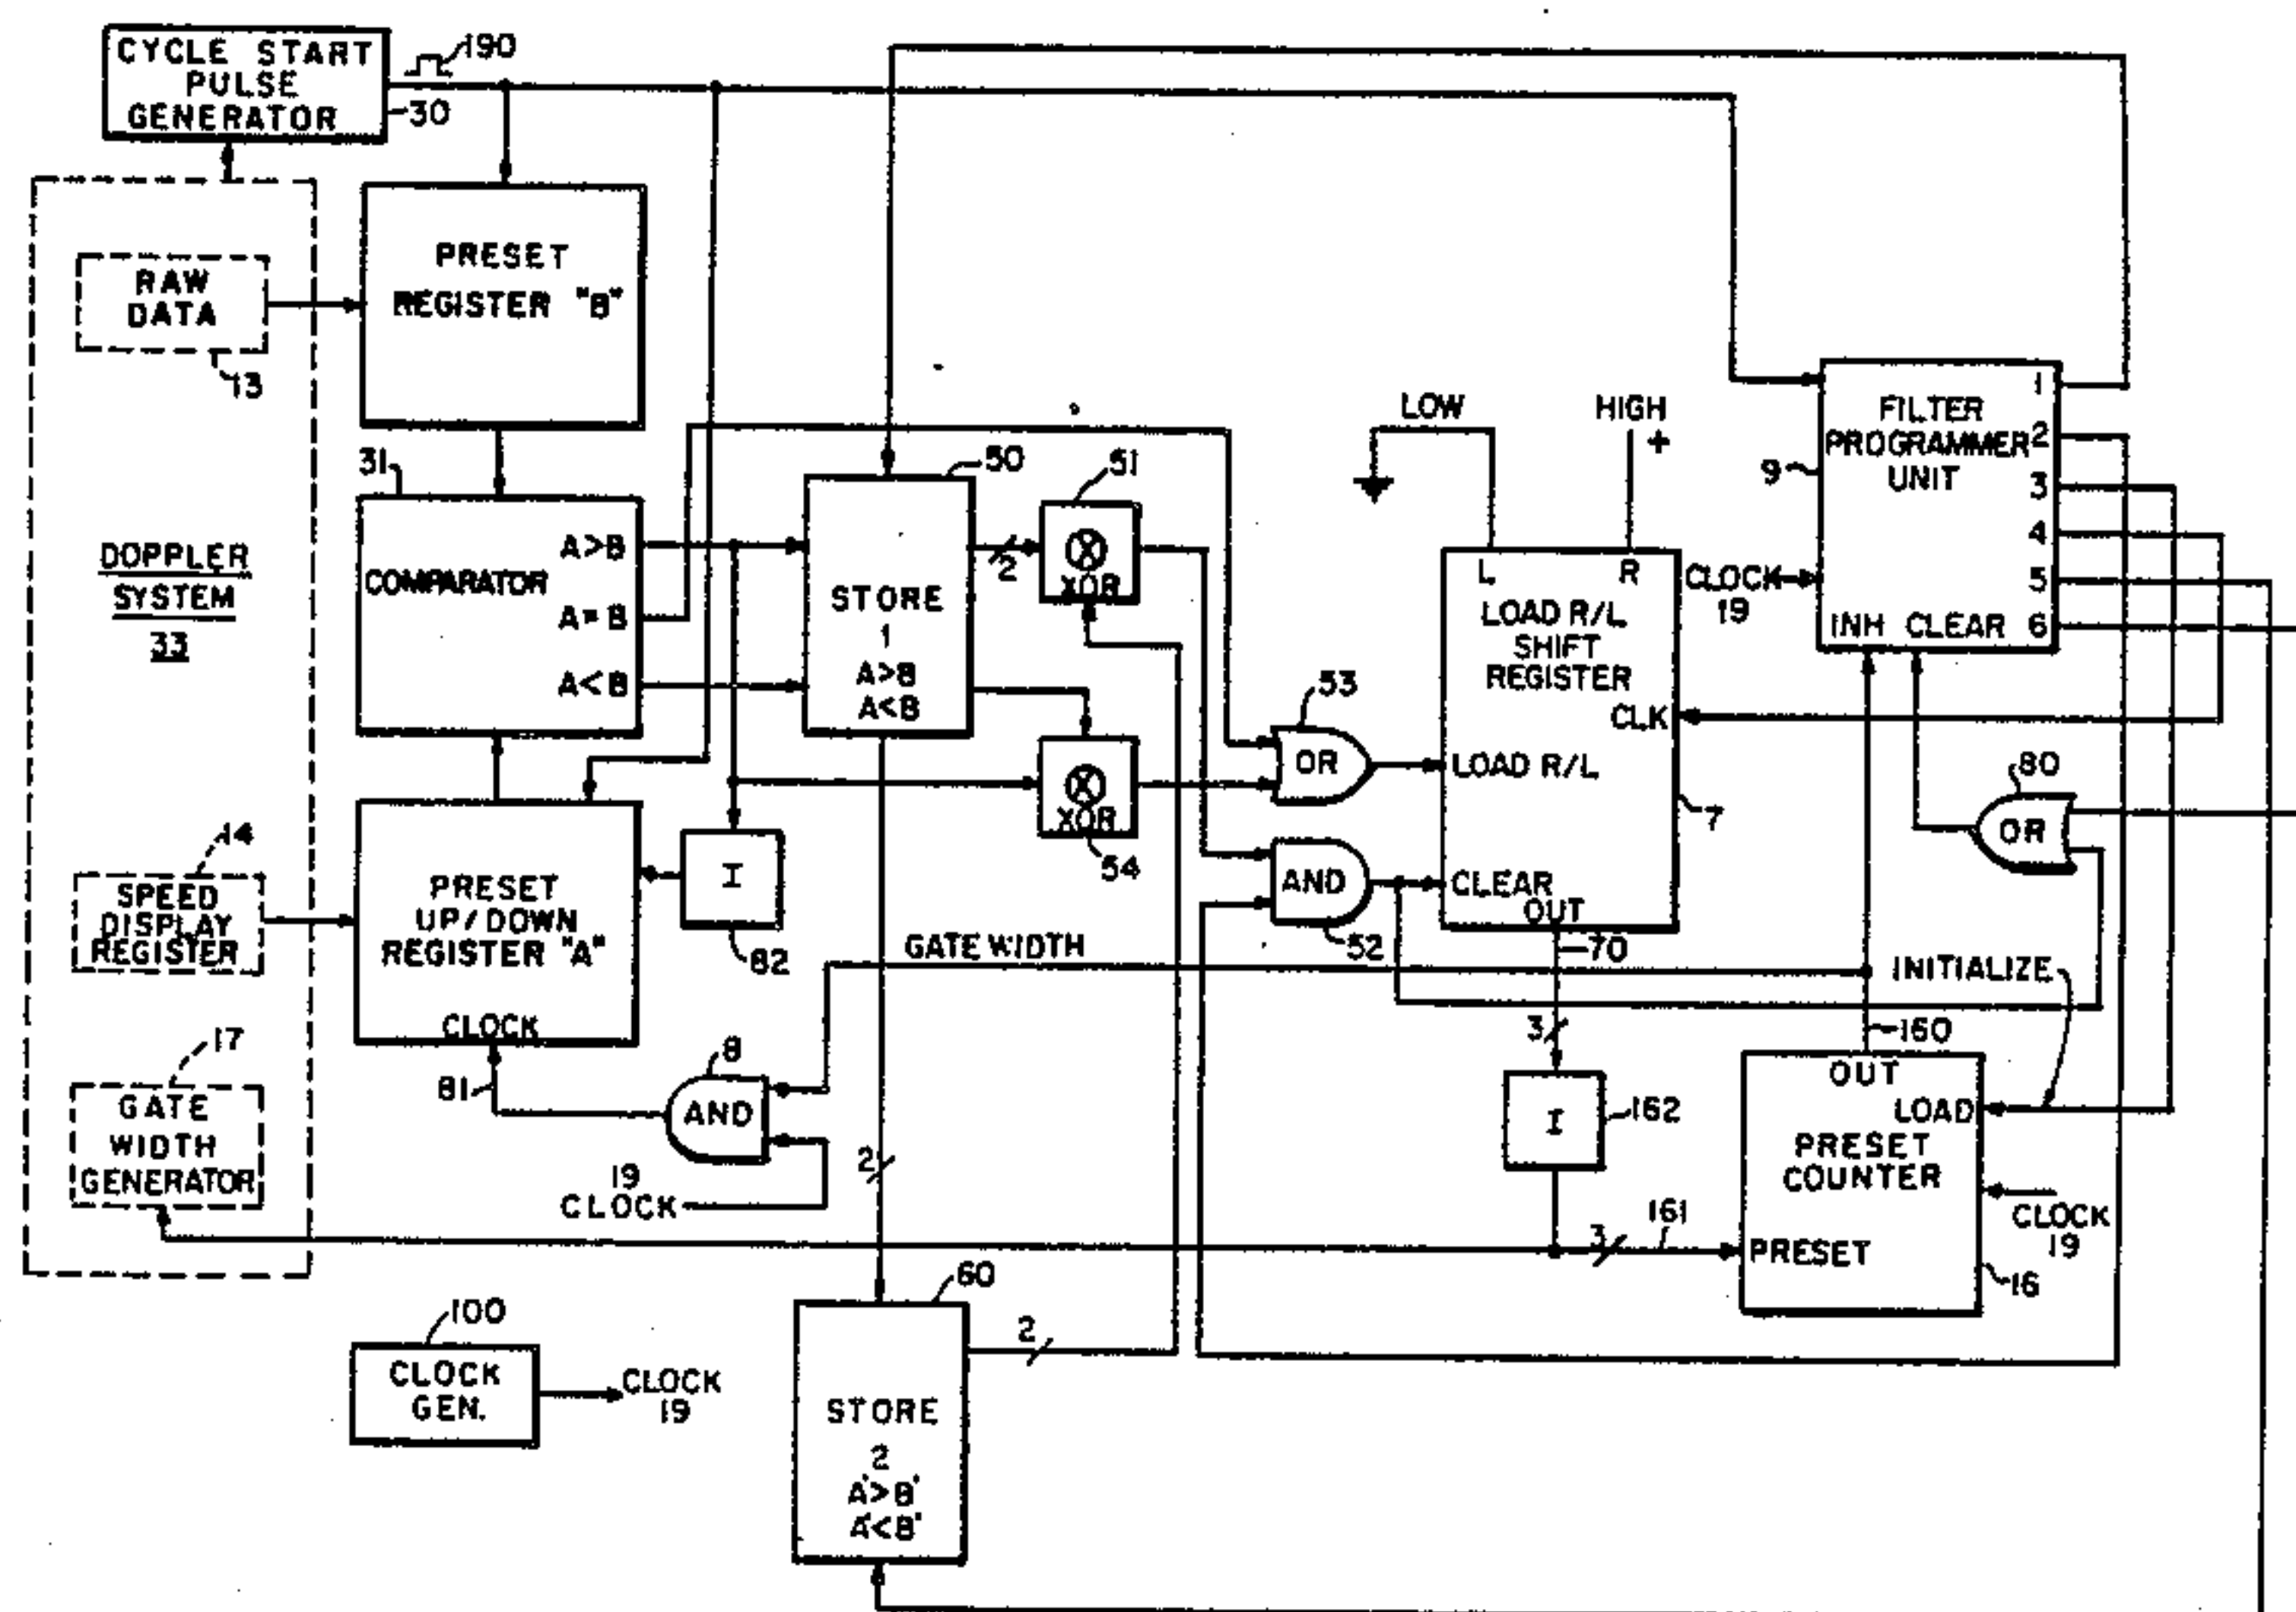 CYCLE START
PULSE
GENERATOR
190
30
PRESET
REGISTER "B"
RAW
DATA
13
31
COMPARATOR
A>B
A=B
A<B
DOPPLER
SYSTEM
33
50
STORE
1
A>B
A<B
2
51
XOR
XOR
54
LOW
HIGH
+
L
R
LOAD R/L
SHIFT
REGISTER
CLK
LOAD R/L
CLEAR
OUT
7
53
OR
AND
52
70
9
FILTER
PROGRAMMER
UNIT
1
2
3
4
5
6
INH CLEAR
CLOCK
19
80
OR
14
SPEED
DISPLAY
REGISTER
PRESET
UP/DOWN
REGISTER "A"
CLOCK
I
82
GATE WIDTH
INITIALIZE
17
GATE
WIDTH
GENERATOR
81
8
AND
19
CLOCK
2
3
I
162
160
OUT
LOAD
PRESET
COUNTER
PRESET
CLOCK
19
16
3
161
100
CLOCK
GEN.
CLOCK
19
60
STORE
2
A'>B'
A'<B'
2